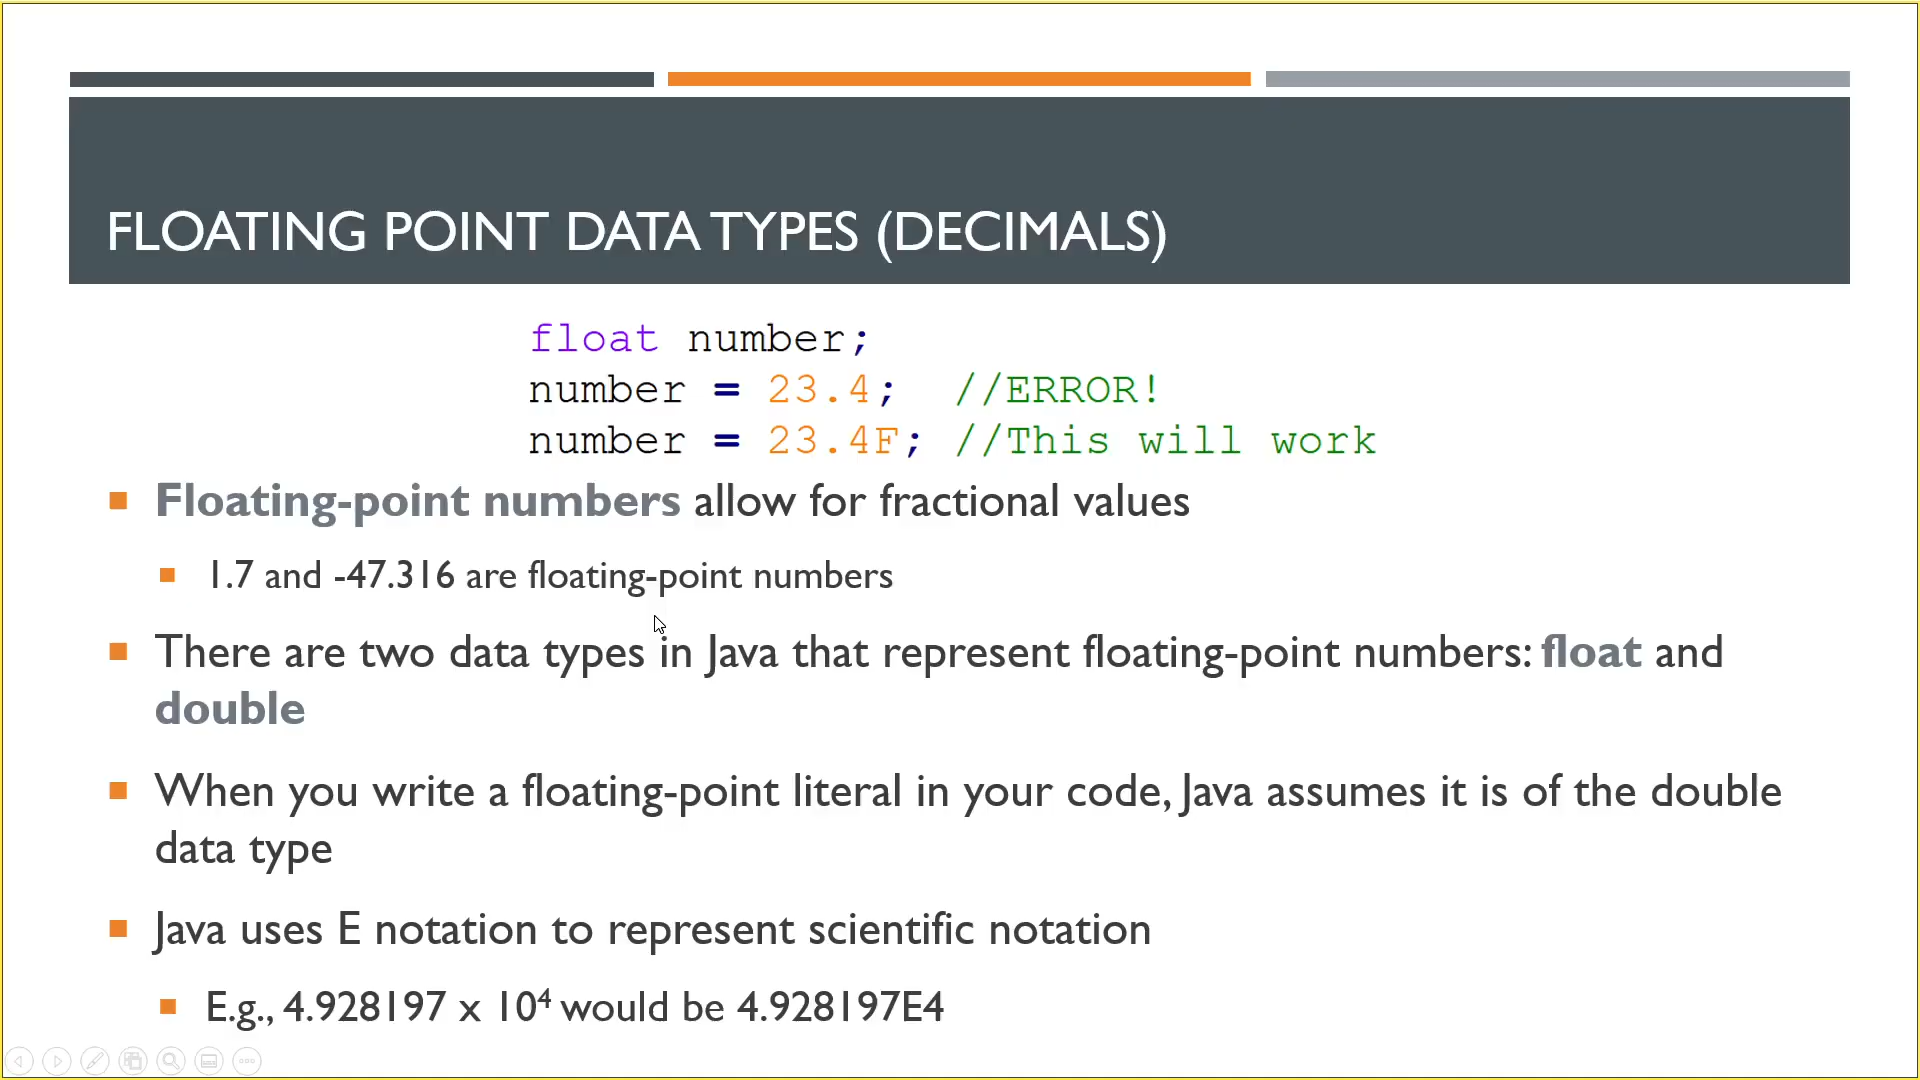 FLOATING POINT DATA TYPES (DECIMALS)
float number;
number = 23.4; //ERROR!
number = 23.4F; //This will work
Floating-point numbers allow for fractional values
1.7 and -47.316 are floating-point numbers
There are two data types in Java that represent floating-point numbers: float and
double
When you write a floating-point literal in your code, Java assumes it is of the double
data type
Java uses E notation to represent scientific notation
E.g., 4.928197 x 10⁴ would be 4.928197E4